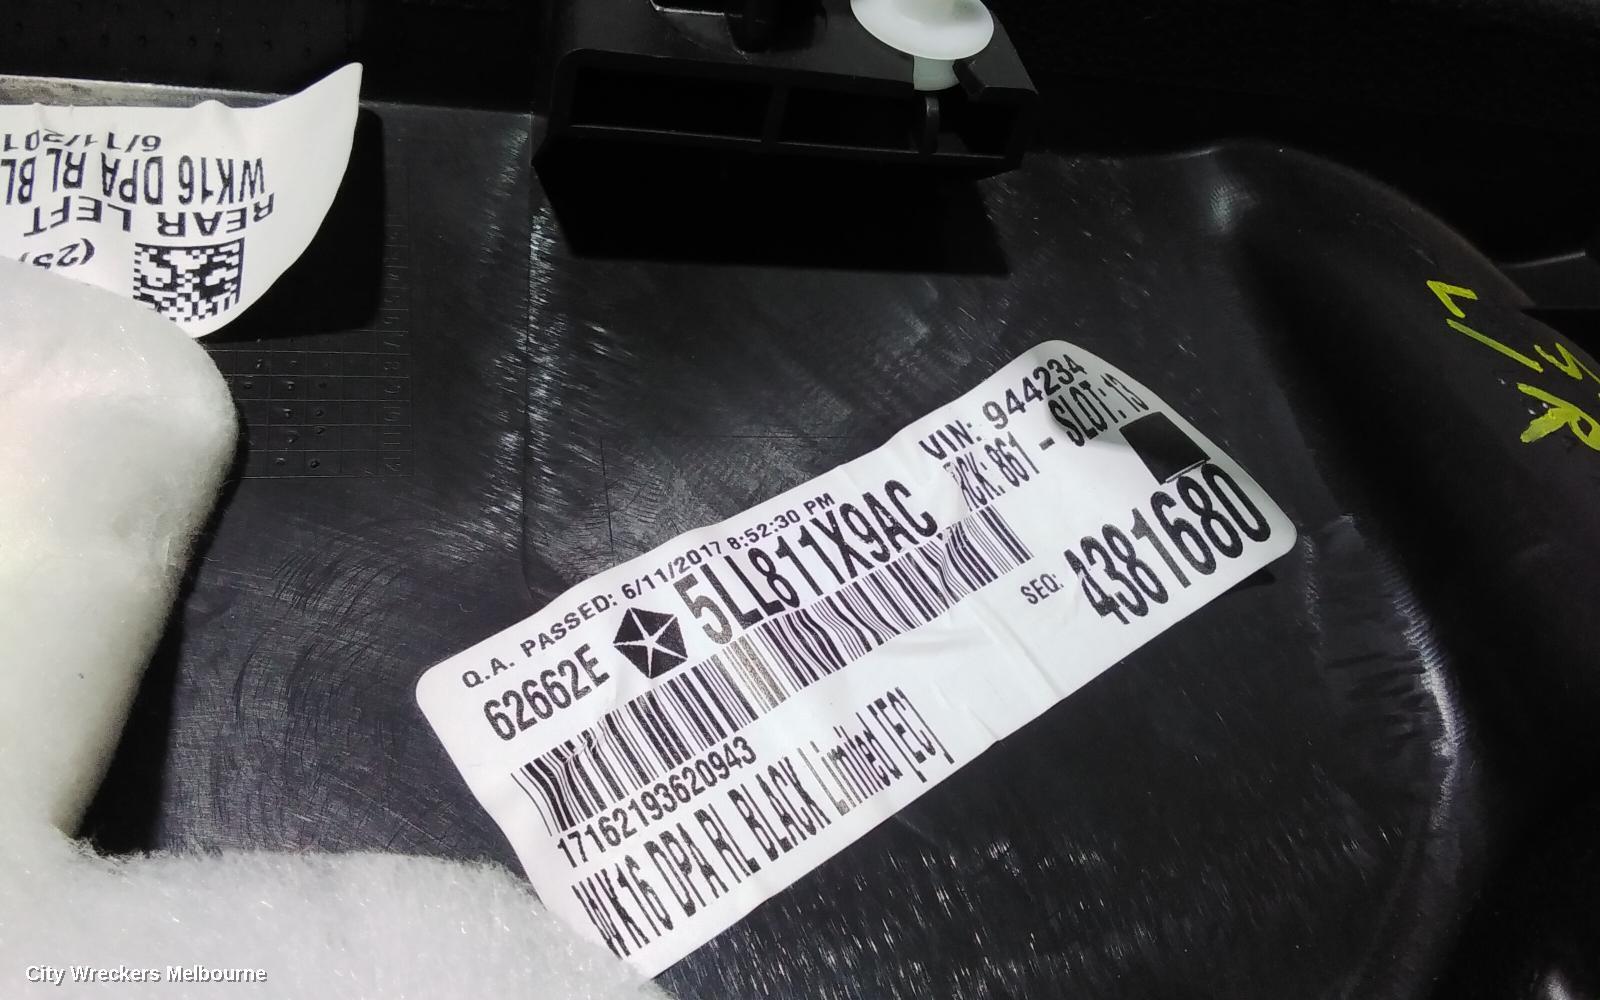 (25)
REAR LEFT
WK16 DPA RL BL
6/11/201
Q.A. PASSED: 6/11/2017 8:52:30 PM
62662E 5LL811X9AC
VIN: 944234
RCK: 861 - SLOT: 13
SEQ: 4381680
17162193620943
WK16 DPA RL BLACK Limited [EC]
City Wreckers Melbourne